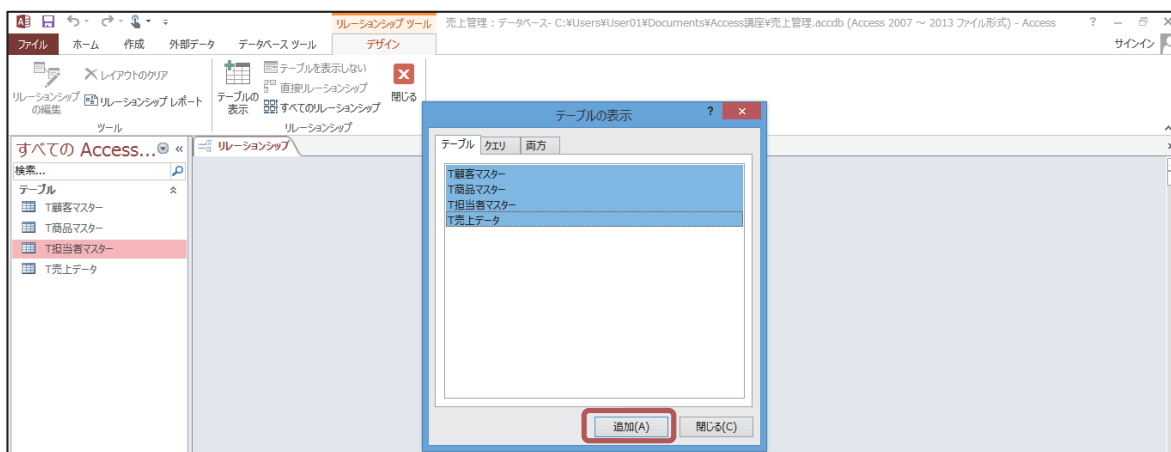 リレーションシップ ツール
売上管理：データベース- C:¥Users¥User01¥Documents¥Access講座¥売上管理.accdb (Access 2007 ～ 2013 ファイル形式) - Access
?
ファイル
ホーム
作成
外部データ
データベース ツール
デザイン
サインイン
リレーションシップ
の編集
レイアウトのクリア
リレーションシップ レポート
ツール
テーブルの
表示
テーブルを表示しない
直接リレーションシップ
すべてのリレーションシップ
閉じる
リレーションシップ
すべての Access... «
検索...
テーブル
T顧客マスター
T商品マスター
T担当者マスター
T売上データ
リレーションシップ
テーブルの表示
?
テーブル
クエリ
両方
T顧客マスター
T商品マスター
T担当者マスター
T売上データ
追加(A)
閉じる(C)